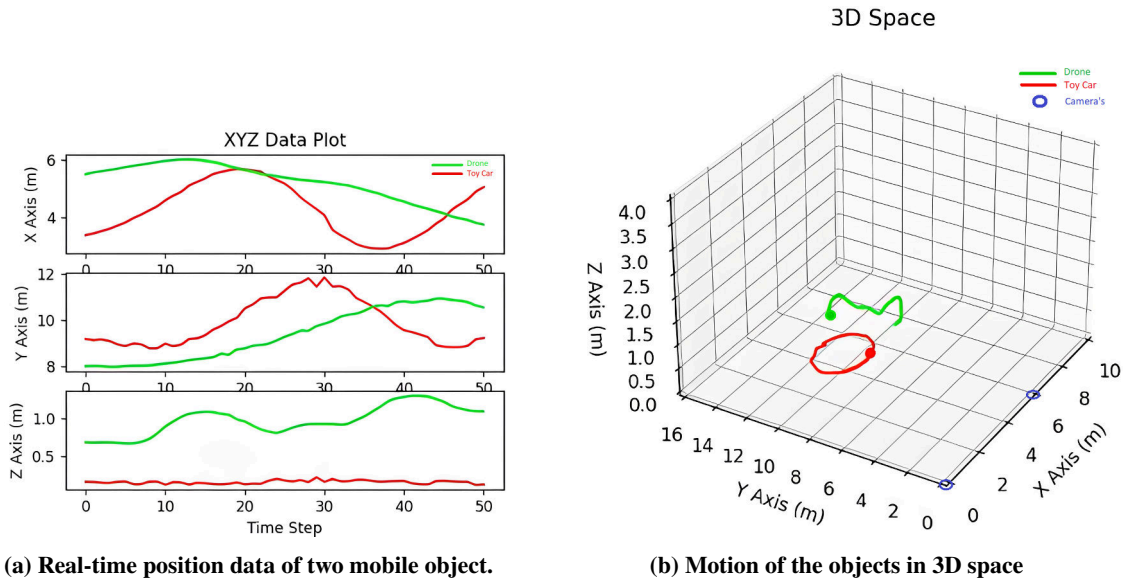 XYZ Data Plot
Drone
Toy Car
X Axis (m)
6
4
0 10 20 30 40 50
Y Axis (m)
12
10
8
0 10 20 30 40 50
Z Axis (m)
1.0
0.5
0 10 20 30 40 50
Time Step
(a) Real-time position data of two mobile object.
3D Space
Drone
Toy Car
Camera's
Z Axis (m)
4.0
3.5
3.0
2.5
2.0
1.5
1.0
0.5
0.0
16 14 12 10 8 6 4 2 0
Y Axis (m)
0 2 4 6 8 10
X Axis (m)
(b) Motion of the objects in 3D space